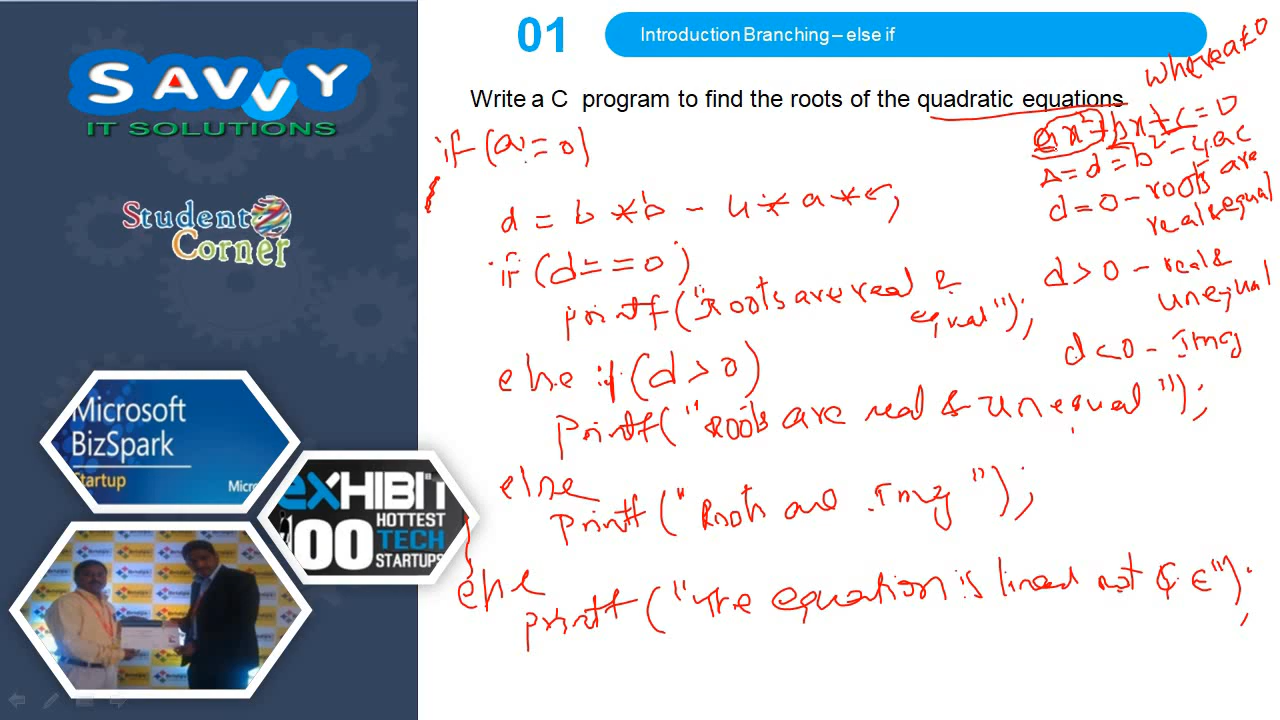 SAVVY
IT SOLUTIONS
Student
Corner
Microsoft
BizSpark
Startup
Micro
eXHIBIT
100 HOTTEST
TECH
STARTUPS
01
Introduction Branching – else if
Write a C program to find the roots of the quadratic equations
where a≠0
ax²+bx+c=0
Δ=d=b²-4ac
d=0-roots are
real & equal
d>0-real &
unequal
d<0-Img
if(a!=0)
{
d=b*b-4*a*c;
if(d==0)
printf("Roots are real &
equal");
else if(d>0)
printf("Roots are real & unequal");
else
printf("Roots are Img");
}
else
printf("The equation is linear not Q E");